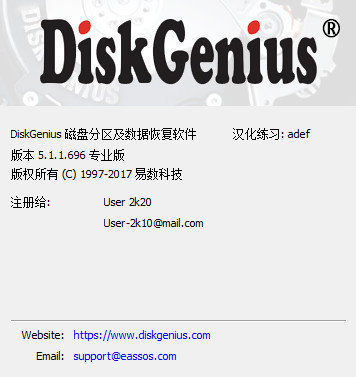 DiskGenius®
DiskGenius 磁盘分区及数据恢复软件 汉化练习: adef
版本 5.1.1.696 专业版
版权所有 (C) 1997-2017 易数科技
注册给: User 2k20
User-2k10@mail.com
Website: https://www.diskgenius.com
Email: support@eassos.com